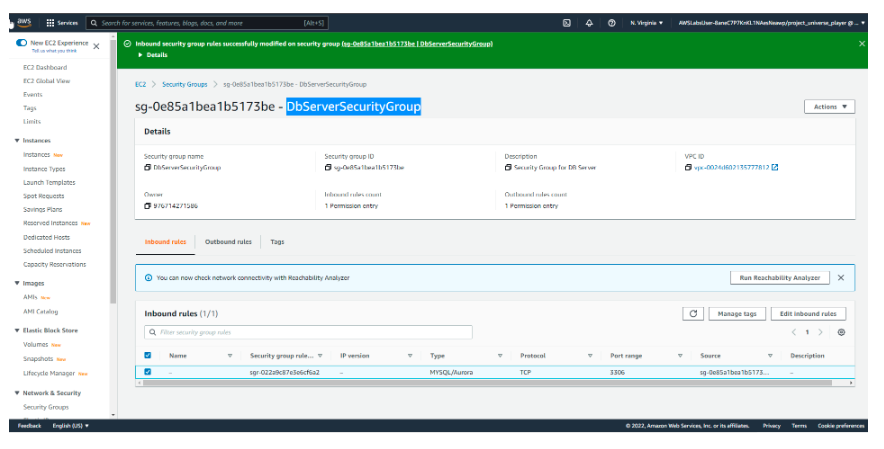 aws Services Search for services, features, blogs, docs, and more [Alt+S] N. Virginia ▼
New EC2 Experience
Tell us what you think
EC2 Dashboard
EC2 Global View
Events
Tags
Limits
▼ Instances
Instances New
Instance Types
Launch Templates
Spot Requests
Savings Plans
Reserved Instances New
Dedicated Hosts
Scheduled Instances
Capacity Reservations
▼ Images
AMIs New
AMI Catalog
▼ Elastic Block Store
Volumes New
Snapshots New
Lifecycle Manager New
▼ Network & Security
Security Groups
Inbound security group rules successfully modified on security group (sg-0e85a1bea1b5173be | DbServerSecurityGroup)
▶ Details
EC2 > Security Groups > sg-0e85a1bea1b5173be - DbServerSecurityGroup
sg-0e85a1bea1b5173be - DbServerSecurityGroup
Actions ▼
Details
Security group name Security group ID Description VPC ID
DbServerSecurityGroup sg-0e85a1bea1b5173be Security Group for DB Server vpc-0024d602135777812
Owner Inbound rules count Outbound rules count
976714271586 1 Permission entry 1 Permission entry
Inbound rules Outbound rules Tags
You can now check network connectivity with Reachability Analyzer Run Reachability Analyzer
Inbound rules (1/1) Manage tags Edit inbound rules
Filter security group rules < 1 >
Name Security group rule... IP version Type Protocol Port range Source Description
– sgr-022a9c87e3e6cf6a2 – MYSQL/Aurora TCP 3306 sg-0e85a1bea1b5173... –
Feedback English (US) ▼ © 2022, Amazon Web Services, Inc. or its affiliates. Privacy Terms Cookie preferences